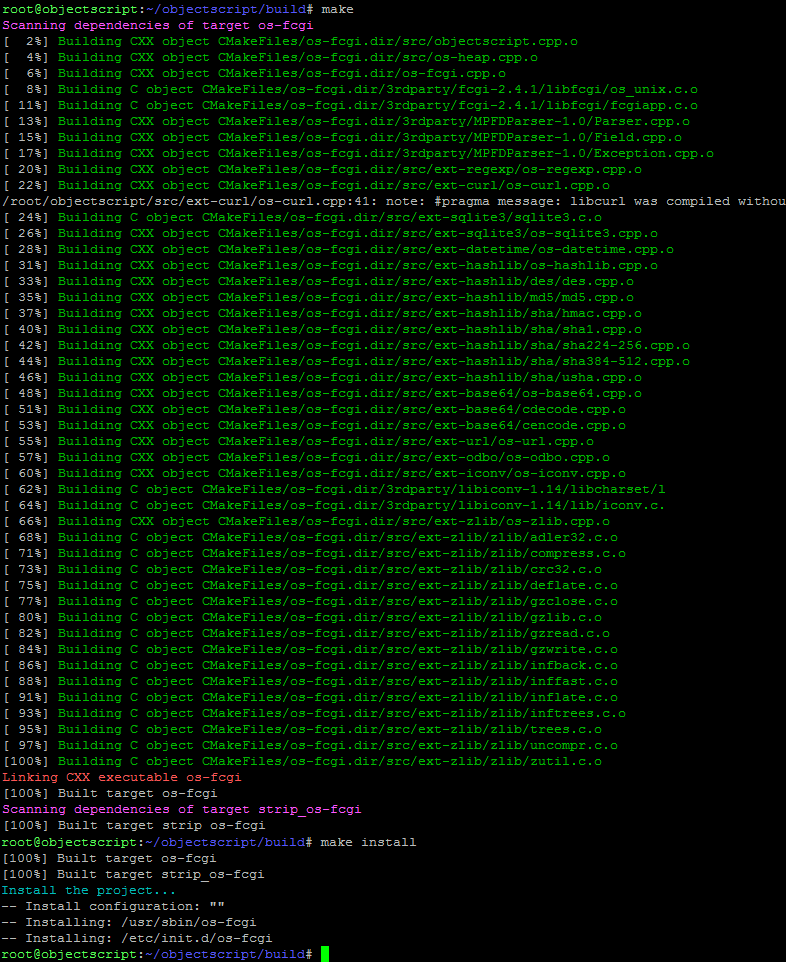 root@objectscript:~/objectscript/build# make
Scanning dependencies of target os-fcgi
[  2%] Building CXX object CMakeFiles/os-fcgi.dir/src/objectscript.cpp.o
[  4%] Building CXX object CMakeFiles/os-fcgi.dir/src/os-heap.cpp.o
[  6%] Building CXX object CMakeFiles/os-fcgi.dir/os-fcgi.cpp.o
[  8%] Building C object CMakeFiles/os-fcgi.dir/3rdparty/fcgi-2.4.1/libfcgi/os_unix.c.o
[ 11%] Building C object CMakeFiles/os-fcgi.dir/3rdparty/fcgi-2.4.1/libfcgi/fcgiapp.c.o
[ 13%] Building CXX object CMakeFiles/os-fcgi.dir/3rdparty/MPFDParser-1.0/Parser.cpp.o
[ 15%] Building CXX object CMakeFiles/os-fcgi.dir/3rdparty/MPFDParser-1.0/Field.cpp.o
[ 17%] Building CXX object CMakeFiles/os-fcgi.dir/3rdparty/MPFDParser-1.0/Exception.cpp.o
[ 20%] Building CXX object CMakeFiles/os-fcgi.dir/src/ext-regexp/os-regexp.cpp.o
[ 22%] Building CXX object CMakeFiles/os-fcgi.dir/src/ext-curl/os-curl.cpp.o
/root/objectscript/src/ext-curl/os-curl.cpp:41: note: #pragma message: libcurl was compiled withou
[ 24%] Building C object CMakeFiles/os-fcgi.dir/src/ext-sqlite3/sqlite3.c.o
[ 26%] Building CXX object CMakeFiles/os-fcgi.dir/src/ext-sqlite3/os-sqlite3.cpp.o
[ 28%] Building CXX object CMakeFiles/os-fcgi.dir/src/ext-datetime/os-datetime.cpp.o
[ 31%] Building CXX object CMakeFiles/os-fcgi.dir/src/ext-hashlib/os-hashlib.cpp.o
[ 33%] Building CXX object CMakeFiles/os-fcgi.dir/src/ext-hashlib/des/des.cpp.o
[ 35%] Building CXX object CMakeFiles/os-fcgi.dir/src/ext-hashlib/md5/md5.cpp.o
[ 37%] Building CXX object CMakeFiles/os-fcgi.dir/src/ext-hashlib/sha/hmac.cpp.o
[ 40%] Building CXX object CMakeFiles/os-fcgi.dir/src/ext-hashlib/sha/sha1.cpp.o
[ 42%] Building CXX object CMakeFiles/os-fcgi.dir/src/ext-hashlib/sha/sha224-256.cpp.o
[ 44%] Building CXX object CMakeFiles/os-fcgi.dir/src/ext-hashlib/sha/sha384-512.cpp.o
[ 46%] Building CXX object CMakeFiles/os-fcgi.dir/src/ext-hashlib/sha/usha.cpp.o
[ 48%] Building CXX object CMakeFiles/os-fcgi.dir/src/ext-base64/os-base64.cpp.o
[ 51%] Building CXX object CMakeFiles/os-fcgi.dir/src/ext-base64/cdecode.cpp.o
[ 53%] Building CXX object CMakeFiles/os-fcgi.dir/src/ext-base64/cencode.cpp.o
[ 55%] Building CXX object CMakeFiles/os-fcgi.dir/src/ext-url/os-url.cpp.o
[ 57%] Building CXX object CMakeFiles/os-fcgi.dir/src/ext-odbo/os-odbo.cpp.o
[ 60%] Building CXX object CMakeFiles/os-fcgi.dir/src/ext-iconv/os-iconv.cpp.o
[ 62%] Building C object CMakeFiles/os-fcgi.dir/3rdparty/libiconv-1.14/libcharset/l
[ 64%] Building C object CMakeFiles/os-fcgi.dir/3rdparty/libiconv-1.14/lib/iconv.c.
[ 66%] Building CXX object CMakeFiles/os-fcgi.dir/src/ext-zlib/os-zlib.cpp.o
[ 68%] Building C object CMakeFiles/os-fcgi.dir/src/ext-zlib/zlib/adler32.c.o
[ 71%] Building C object CMakeFiles/os-fcgi.dir/src/ext-zlib/zlib/compress.c.o
[ 73%] Building C object CMakeFiles/os-fcgi.dir/src/ext-zlib/zlib/crc32.c.o
[ 75%] Building C object CMakeFiles/os-fcgi.dir/src/ext-zlib/zlib/deflate.c.o
[ 77%] Building C object CMakeFiles/os-fcgi.dir/src/ext-zlib/zlib/gzclose.c.o
[ 80%] Building C object CMakeFiles/os-fcgi.dir/src/ext-zlib/zlib/gzlib.c.o
[ 82%] Building C object CMakeFiles/os-fcgi.dir/src/ext-zlib/zlib/gzread.c.o
[ 84%] Building C object CMakeFiles/os-fcgi.dir/src/ext-zlib/zlib/gzwrite.c.o
[ 86%] Building C object CMakeFiles/os-fcgi.dir/src/ext-zlib/zlib/infback.c.o
[ 88%] Building C object CMakeFiles/os-fcgi.dir/src/ext-zlib/zlib/inffast.c.o
[ 91%] Building C object CMakeFiles/os-fcgi.dir/src/ext-zlib/zlib/inflate.c.o
[ 93%] Building C object CMakeFiles/os-fcgi.dir/src/ext-zlib/zlib/inftrees.c.o
[ 95%] Building C object CMakeFiles/os-fcgi.dir/src/ext-zlib/zlib/trees.c.o
[ 97%] Building C object CMakeFiles/os-fcgi.dir/src/ext-zlib/zlib/uncompr.c.o
[100%] Building C object CMakeFiles/os-fcgi.dir/src/ext-zlib/zlib/zutil.c.o
Linking CXX executable os-fcgi
[100%] Built target os-fcgi
Scanning dependencies of target strip_os-fcgi
[100%] Built target strip os-fcgi
root@objectscript:~/objectscript/build# make install
[100%] Built target os-fcgi
[100%] Built target strip_os-fcgi
Install the project...
-- Install configuration: ""
-- Installing: /usr/sbin/os-fcgi
-- Installing: /etc/init.d/os-fcgi
root@objectscript:~/objectscript/build#